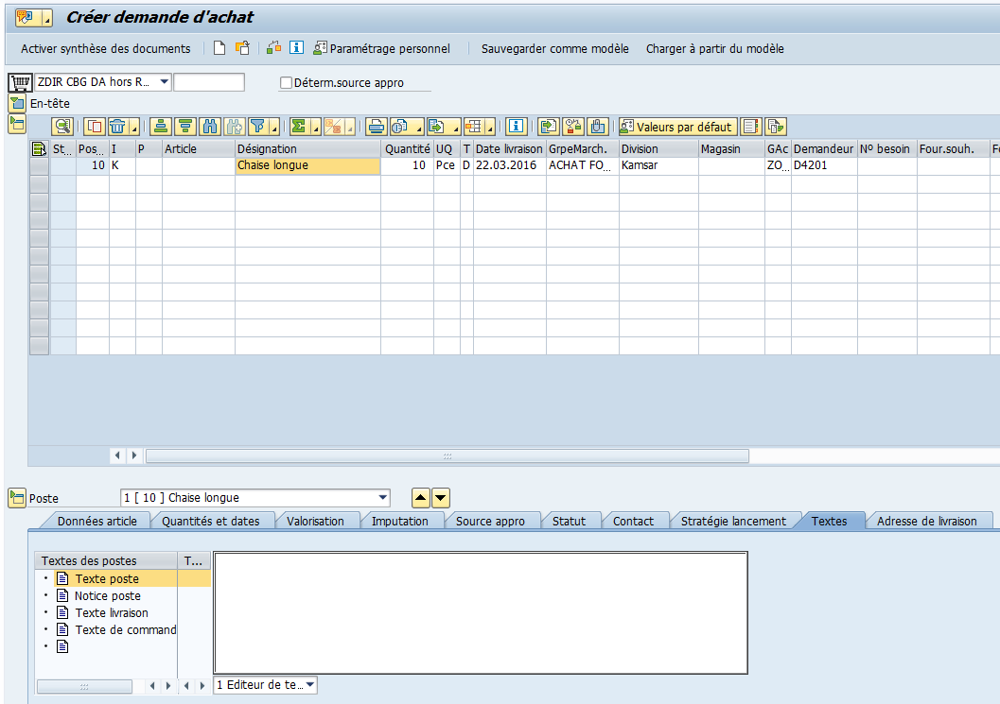 Créer demande d'achat
Activer synthèse des documents Paramétrage personnel Sauvegarder comme modèle Charger à partir du modèle
ZDIR CBG DA hors R... Déterm.source appro
En-tête
Valeurs par défaut
St... Pos... I P Article Désignation Quantité UQ T Date livraison GrpeMarch. Division Magasin GAc Demandeur Nº besoin Four.souh.
10 K Chaise longue 10 Pce D 22.03.2016 ACHAT FO... Kamsar ZO... D4201
Poste 1 [ 10 ] Chaise longue
Données article Quantités et dates Valorisation Imputation Source appro Statut Contact Stratégie lancement Textes Adresse de livraison
Textes des postes T...
Texte poste
Notice poste
Texte livraison
Texte de command
1 Editeur de te...